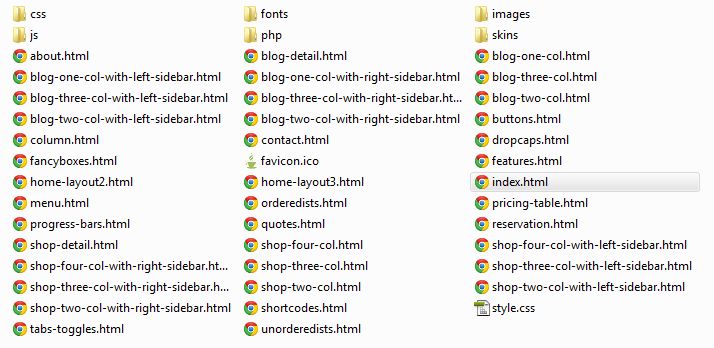 css fonts images
js php skins
about.html blog-detail.html blog-one-col.html
blog-one-col-with-left-sidebar.html blog-one-col-with-right-sidebar.html blog-three-col.html
blog-three-col-with-left-sidebar.html blog-three-col-with-right-sidebar.ht... blog-two-col.html
blog-two-col-with-left-sidebar.html blog-two-col-with-right-sidebar.html buttons.html
column.html contact.html dropcaps.html
fancyboxes.html favicon.ico features.html
home-layout2.html home-layout3.html index.html
menu.html orderedists.html pricing-table.html
progress-bars.html quotes.html reservation.html
shop-detail.html shop-four-col.html shop-four-col-with-left-sidebar.html
shop-four-col-with-right-sidebar.ht... shop-three-col.html shop-three-col-with-left-sidebar.html
shop-three-col-with-right-sidebar.ht... shop-two-col.html shop-two-col-with-left-sidebar.html
shop-two-col-with-right-sidebar.html shortcodes.html style.css
tabs-toggles.html unorderedists.html